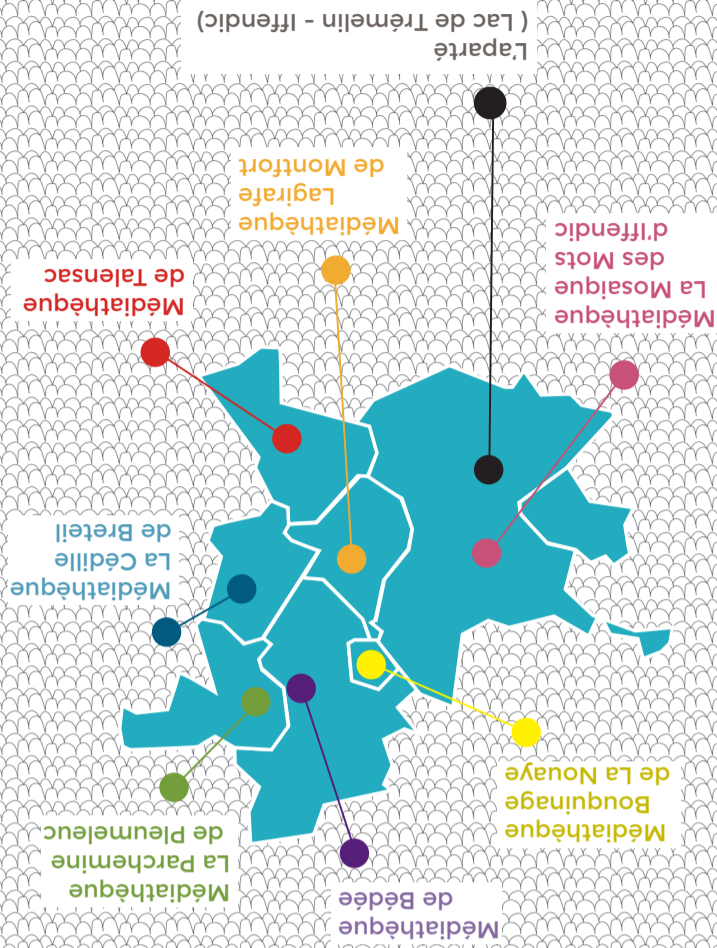 Médiathèque
de Bédée
Médiathèque
La Parchemine
de Pleumeleuc
Médiathèque
Bouquinage
de La Nouaye
Médiathèque
La Cédille
de Breteil
Médiathèque
La Mosaique
des Mots
d'Iffendic
Médiathèque
de Talensac
Médiathèque
Lagirafe
de Montfort
L'aparté
( Lac de Trémelin - Iffendic)